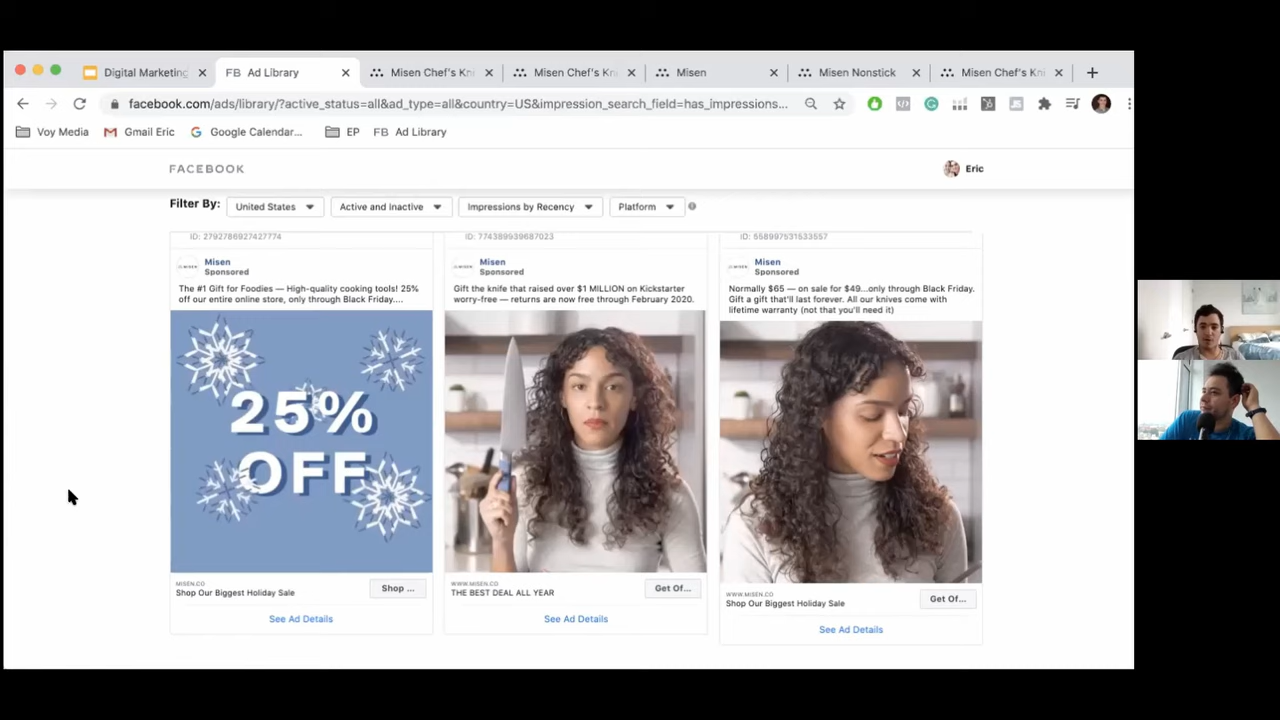 Digital Marketing
FB Ad Library
Misen Chef's Kni
Misen Chef's Kni
Misen
Misen Nonstick
Misen Chef's Kni
facebook.com/ads/library/?active_status=all&ad_type=all&country=US&impression_search_field=has_impressions...
Voy Media
Gmail Eric
Google Calendar...
EP
FB Ad Library
FACEBOOK
Eric
Filter By:
United States
Active and Inactive
Impressions by Recency
Platform
ID: 2792786927427774
Misen
Sponsored
The #1 Gift for Foodies — High-quality cooking tools! 25%
off our entire online store, only through Black Friday....
25%
OFF
MISEN.CO
Shop Our Biggest Holiday Sale
Shop ...
See Ad Details
ID: 774389939687023
Misen
Sponsored
Gift the knife that raised over $1 MILLION on Kickstarter
worry-free — returns are now free through February 2020.
WWW.MISEN.CO
THE BEST DEAL ALL YEAR
Get Of...
See Ad Details
ID: 558997531533557
Misen
Sponsored
Normally $65 — on sale for $49...only through Black Friday.
Gift a gift that'll last forever. All our knives come with
lifetime warranty (not that you'll need it)
WWW.MISEN.CO
Shop Our Biggest Holiday Sale
Get Of...
See Ad Details